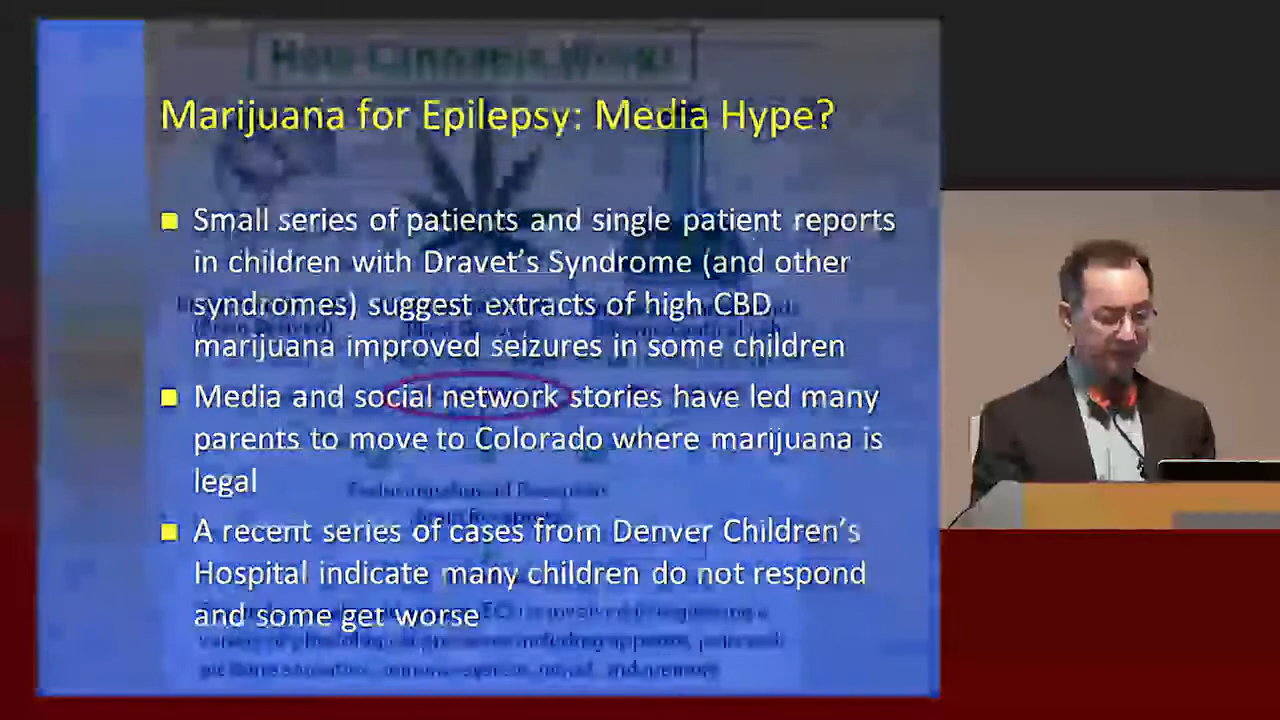 How Cannabis Works
Marijuana for Epilepsy: Media Hype?
Small series of patients and single patient reports
in children with Dravet's Syndrome (and other
syndromes) suggest extracts of high CBD
marijuana improved seizures in some children
Media and social network stories have led many
parents to move to Colorado where marijuana is
legal
A recent series of cases from Denver Children's
Hospital indicate many children do not respond
and some get worse